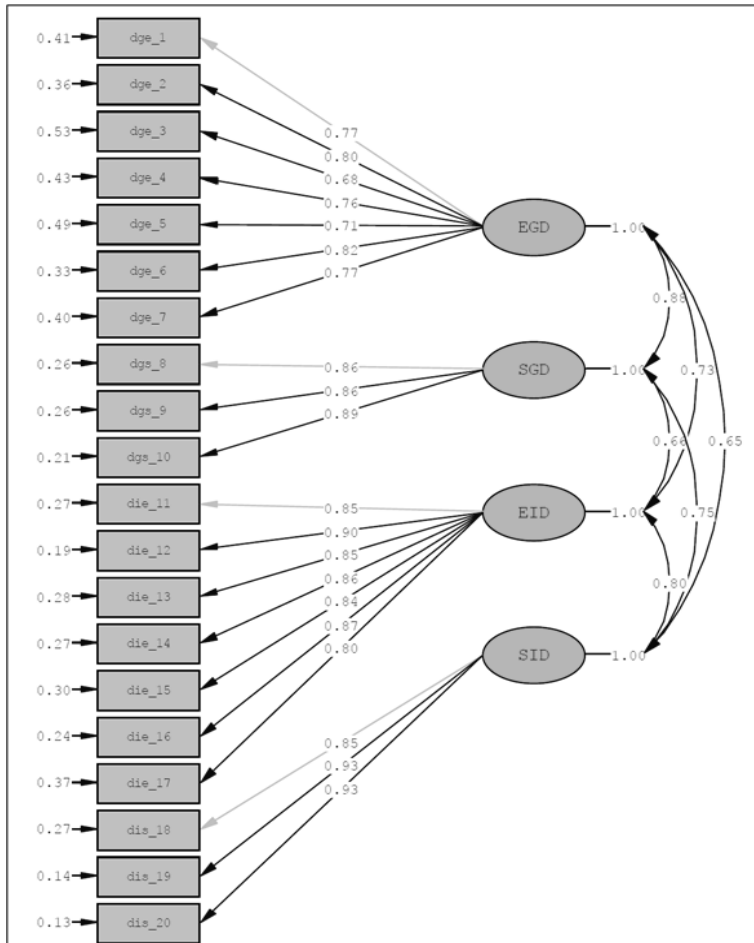 0.41 dge_1
0.36 dge_2
0.53 dge_3
0.43 dge_4
0.49 dge_5
0.33 dge_6
0.40 dge_7
0.26 dgs_8
0.26 dgs_9
0.21 dgs_10
0.27 die_11
0.19 die_12
0.28 die_13
0.27 die_14
0.30 die_15
0.24 die_16
0.37 die_17
0.27 dis_18
0.14 dis_19
0.13 dis_20
0.77
0.80
0.68
0.76
0.71
0.82
0.77
0.86
0.86
0.89
0.85
0.90
0.85
0.86
0.84
0.87
0.80
0.85
0.93
0.93
EGD 1.00
SGD 1.00
EID 1.00
SID 1.00
0.88
0.73
0.66
0.65
0.75
0.80